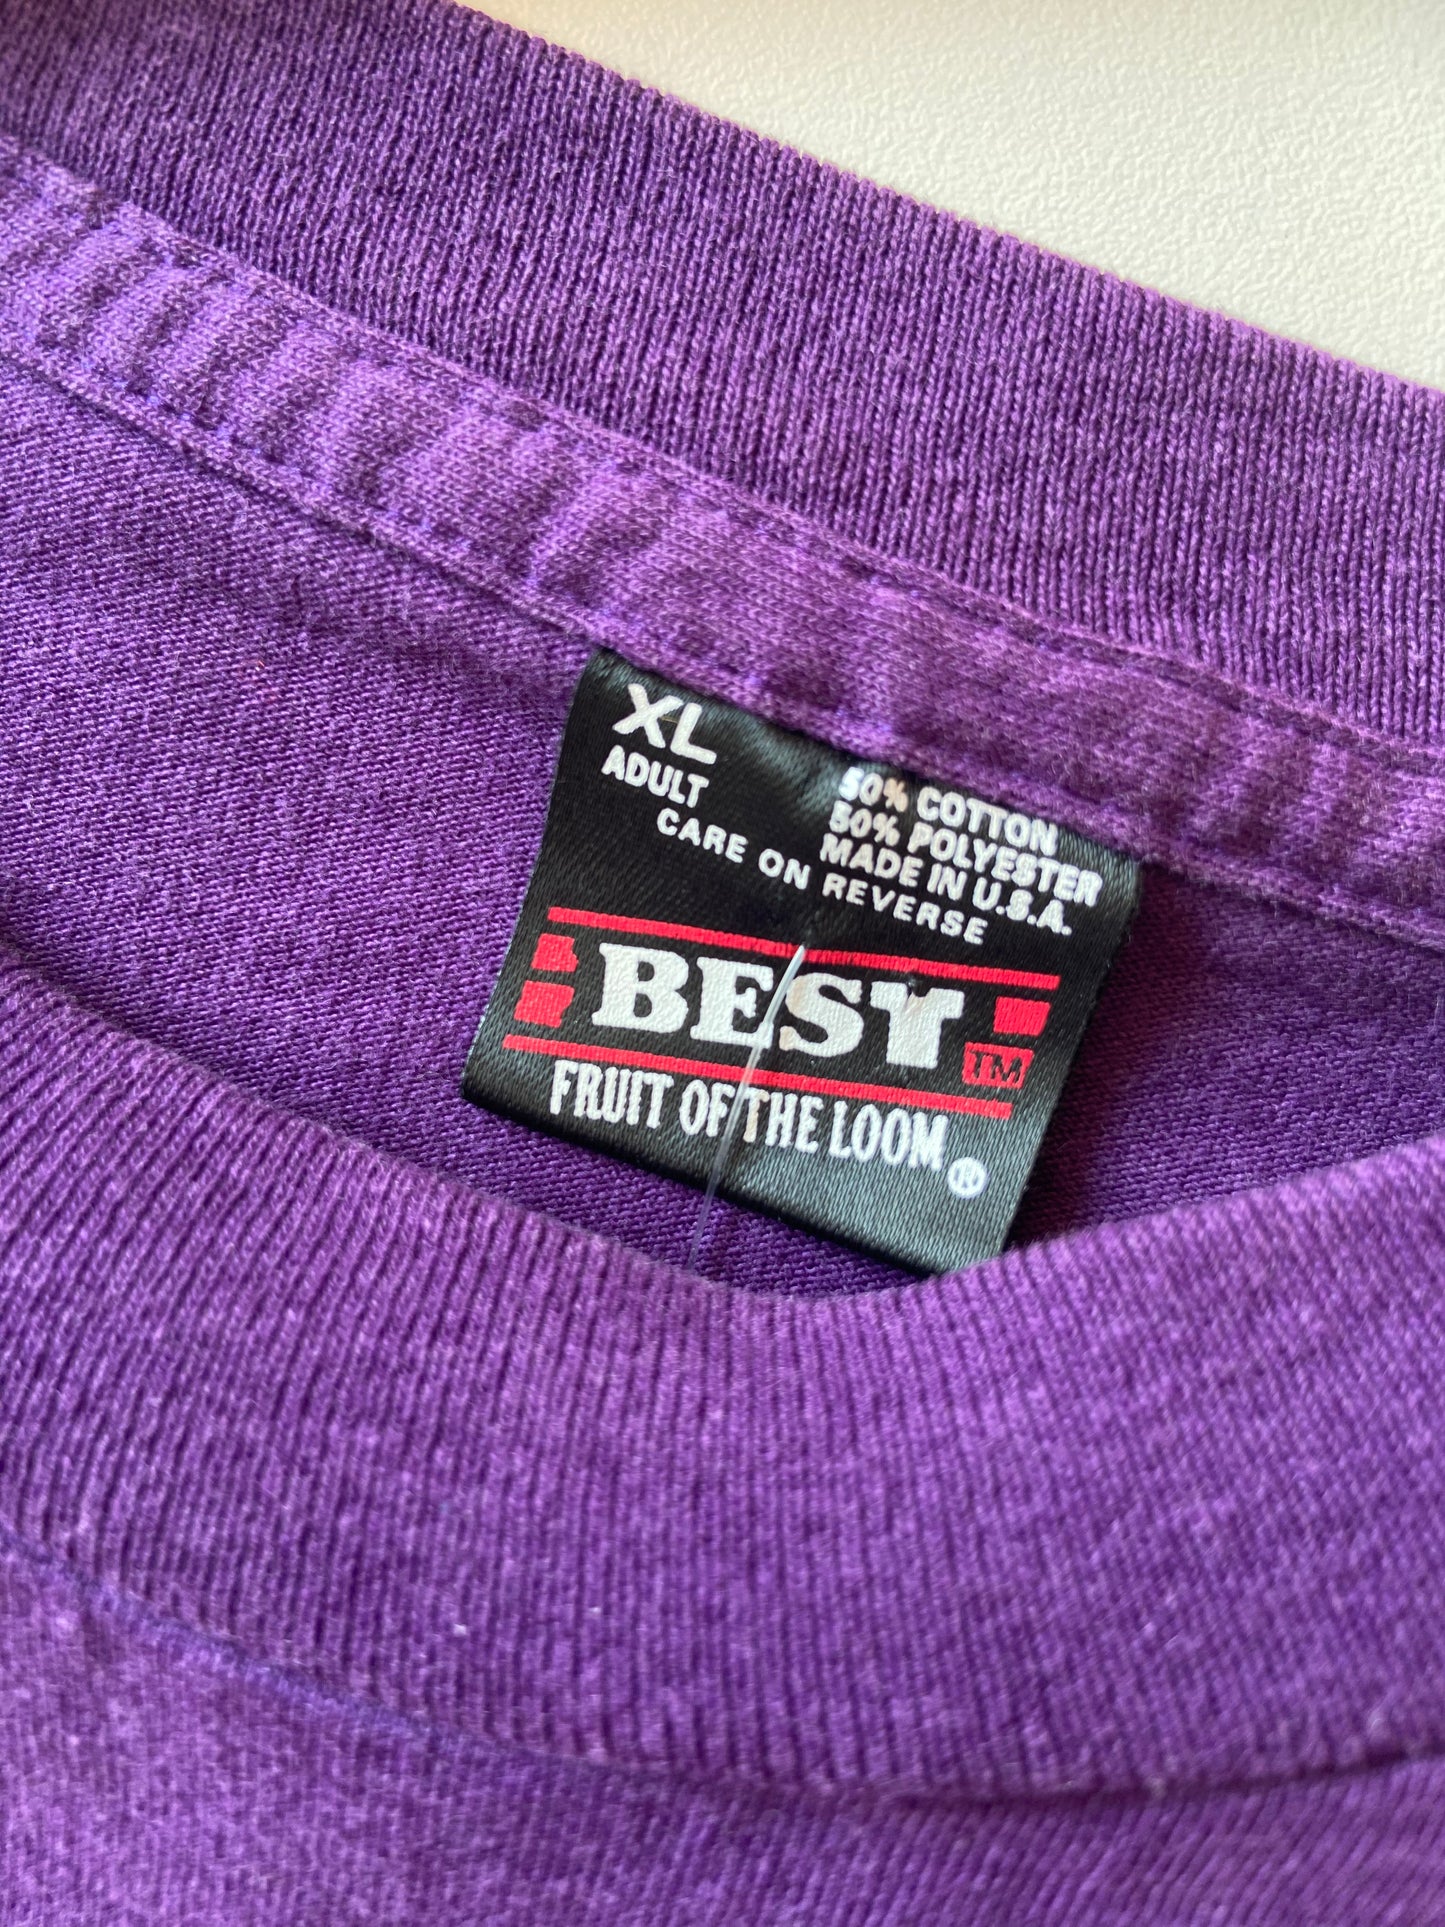 XL
ADULT
50% COTTON
50% POLYESTER
MADE IN U.S.A.
CARE ON REVERSE
BEST TM
FRUIT OF THE LOOM ®